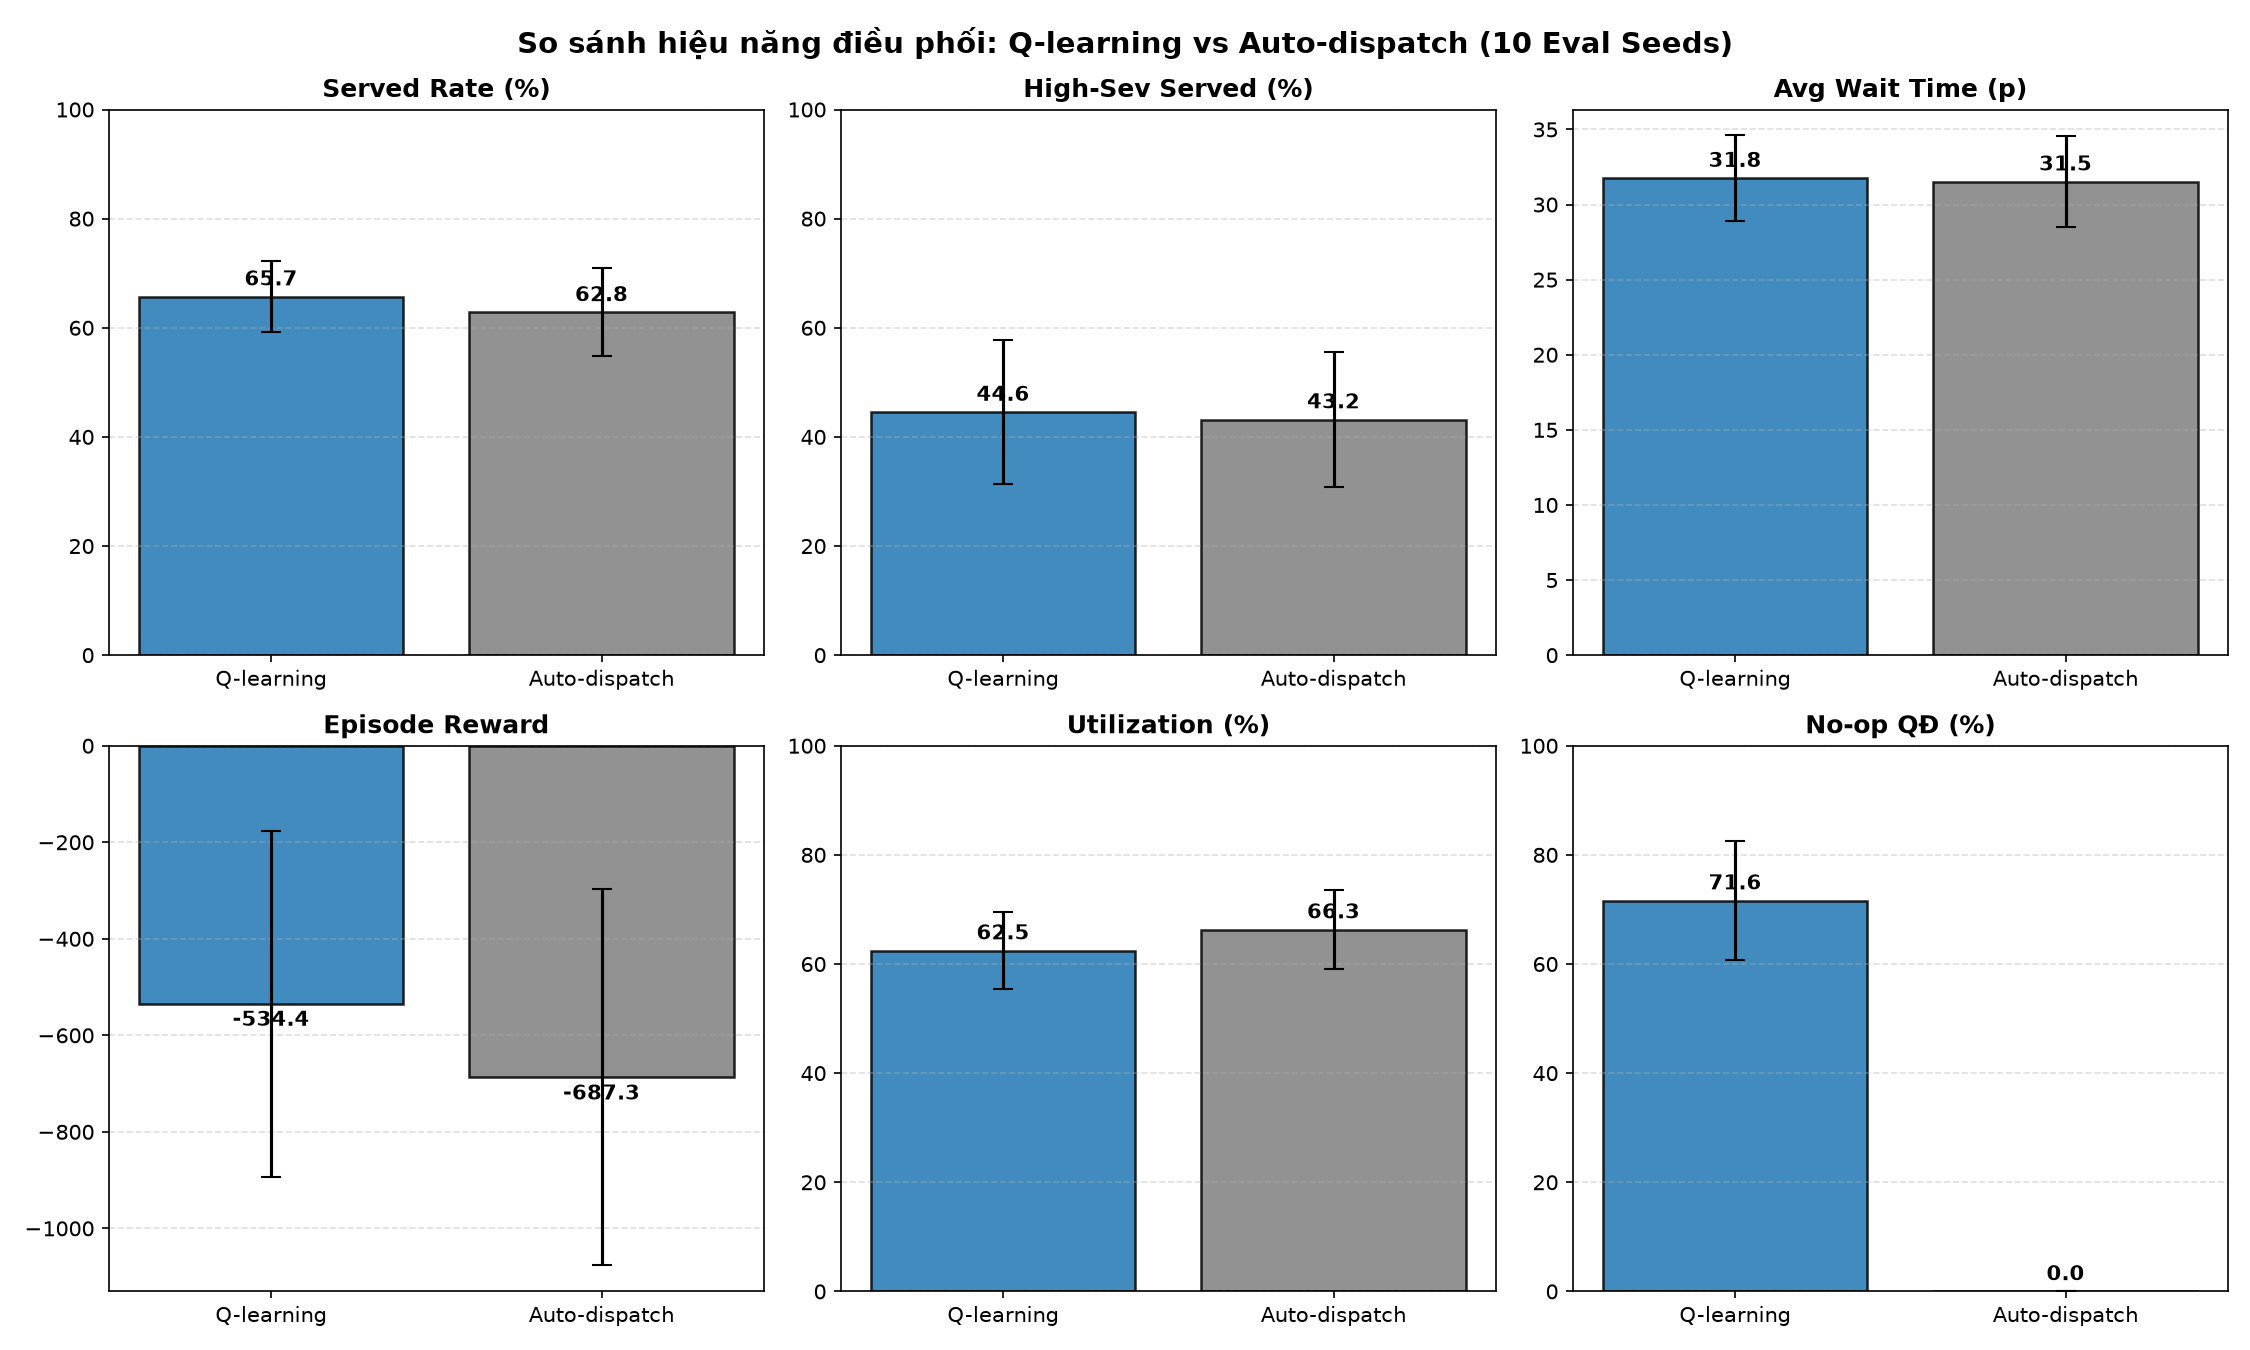 So sánh hiệu năng điều phối: Q-learning vs Auto-dispatch (10 Eval Seeds)
Served Rate (%)
100
80
60
40
20
0
65.7
62.8
Q-learning
Auto-dispatch
High-Sev Served (%)
100
80
60
40
20
0
44.6
43.2
Q-learning
Auto-dispatch
Avg Wait Time (p)
35
30
25
20
15
10
5
0
31.8
31.5
Q-learning
Auto-dispatch
Episode Reward
0
−200
−400
−600
−800
−1000
-534.4
-687.3
Q-learning
Auto-dispatch
Utilization (%)
100
80
60
40
20
0
62.5
66.3
Q-learning
Auto-dispatch
No-op QĐ (%)
100
80
60
40
20
0
71.6
0.0
Q-learning
Auto-dispatch